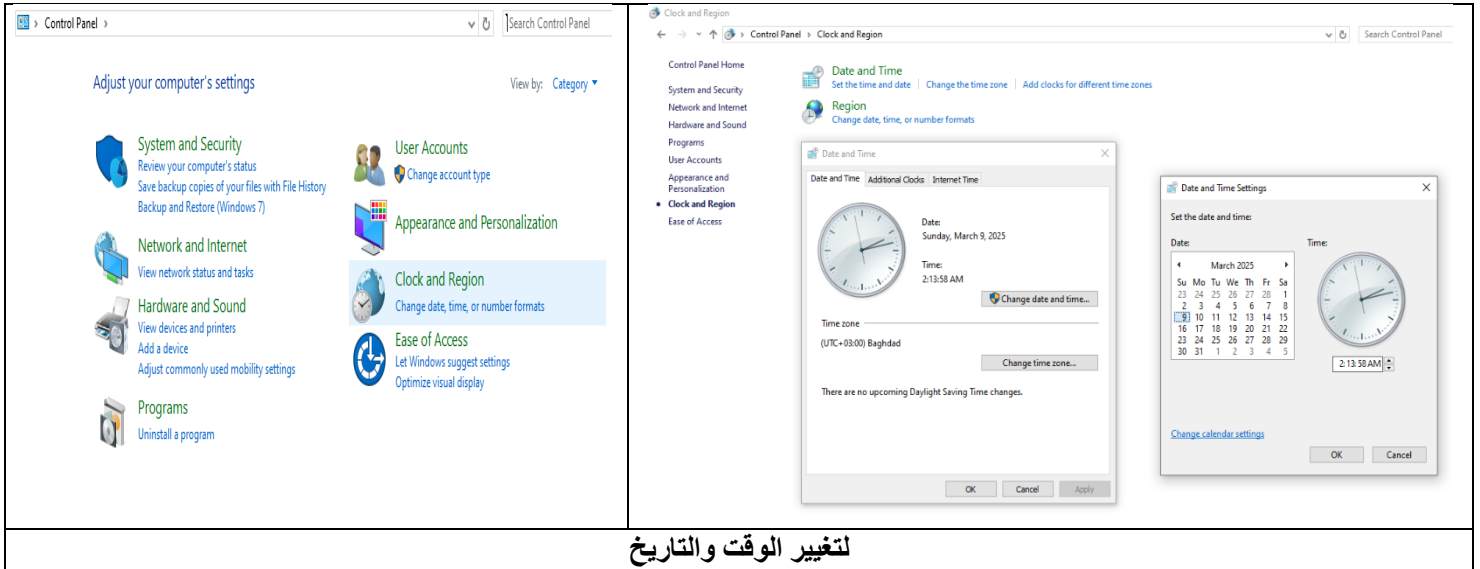 Control Panel
Search Control Panel
Adjust your computer's settings
View by: Category
System and Security
Review your computer's status
Save backup copies of your files with File History
Backup and Restore (Windows 7)
Network and Internet
View network status and tasks
Hardware and Sound
View devices and printers
Add a device
Adjust commonly used mobility settings
Programs
Uninstall a program
User Accounts
Change account type
Appearance and Personalization
Clock and Region
Change date, time, or number formats
Ease of Access
Let Windows suggest settings
Optimize visual display
Clock and Region
Control Panel > Clock and Region
Search Control Panel
Control Panel Home
System and Security
Network and Internet
Hardware and Sound
Programs
User Accounts
Appearance and
Personalization
Clock and Region
Ease of Access
Date and Time
Set the time and date | Change the time zone | Add clocks for different time zones
Region
Change date, time, or number formats
Date and Time
Date and Time Additional Clocks Internet Time
Date:
Sunday, March 9, 2025
Time:
2:13:58 AM
Change date and time...
Time zone
(UTC+03:00) Baghdad
Change time zone...
There are no upcoming Daylight Saving Time changes.
OK Cancel Apply
Date and Time Settings
Set the date and time:
Date:
March 2025
Su Mo Tu We Th Fr Sa
23 24 25 26 27 28 1
2 3 4 5 6 7 8
9 10 11 12 13 14 15
16 17 18 19 20 21 22
23 24 25 26 27 28 29
30 31 1 2 3 4 5
Time:
2:13:58 AM
Change calendar settings
OK Cancel
لتغيير الوقت والتاريخ